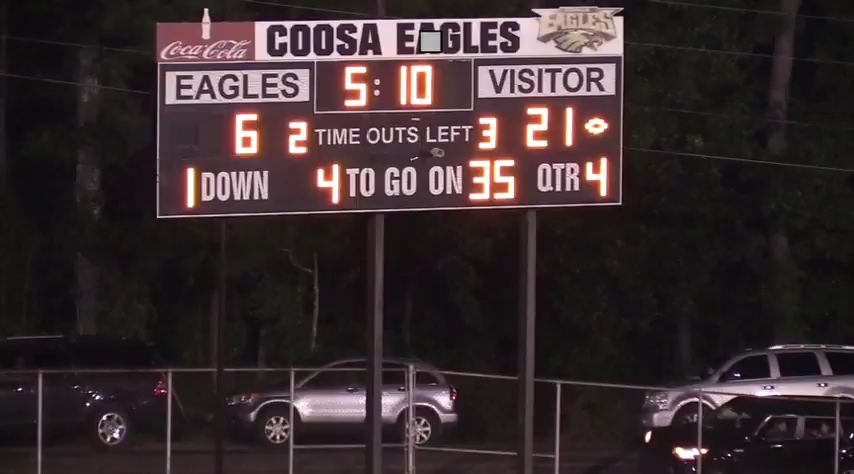 Coca-Cola COOSA EAGLES EAGLES
EAGLES 5:10 VISITOR
6 2 TIME OUTS LEFT 3 21
1 DOWN 4 TO GO ON 35 QTR 4